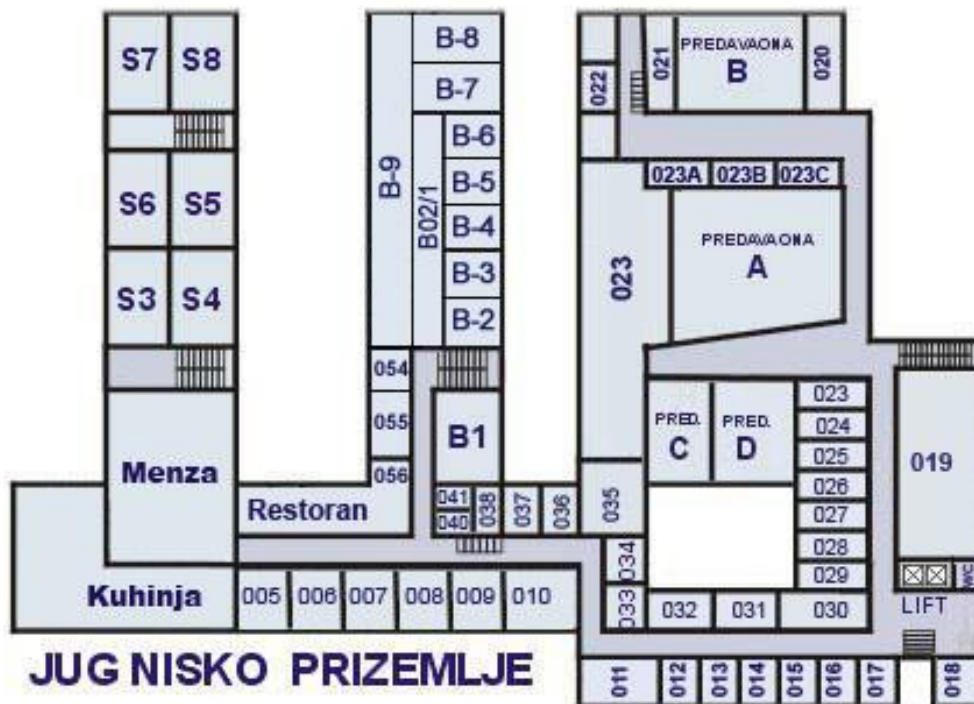 S7 S8
S6 S5
S3 S4
Menza
Kuhinja
Restoran
B-9
B02/1
B-8
B-7
B-6
B-5
B-4
B-3
B-2
054
055
056
B1
041
040
038
037
036
035
034
033
022
021
PREDAVAONA
B
020
023A 023B 023C
023
PREDAVAONA
A
PRED.
C
PRED.
D
023
024
025
026
027
028
029
030
031
032
019
LIFT
WC
005 006 007 008 009 010
011 012 013 014 015 016 017 018
JUG NISKO PRIZEMLJE